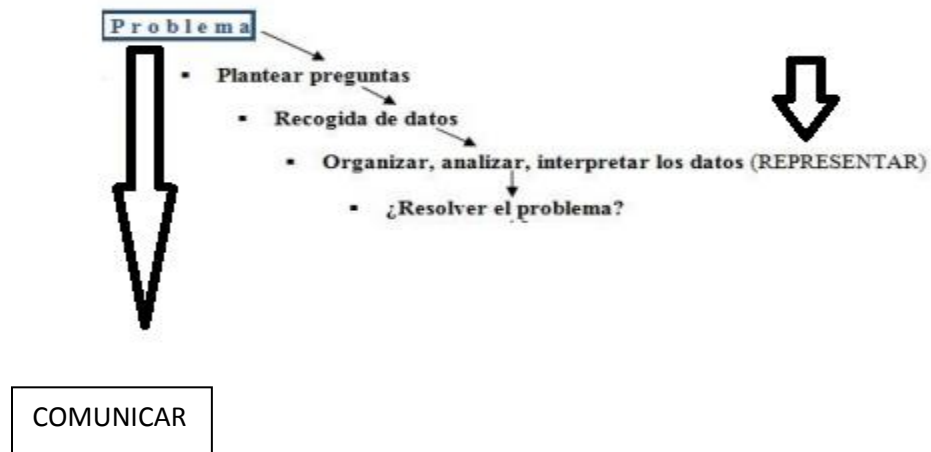 Problema
▪ Plantear preguntas
▪ Recogida de datos
▪ Organizar, analizar, interpretar los datos (REPRESENTAR)
▪ ¿Resolver el problema?
COMUNICAR